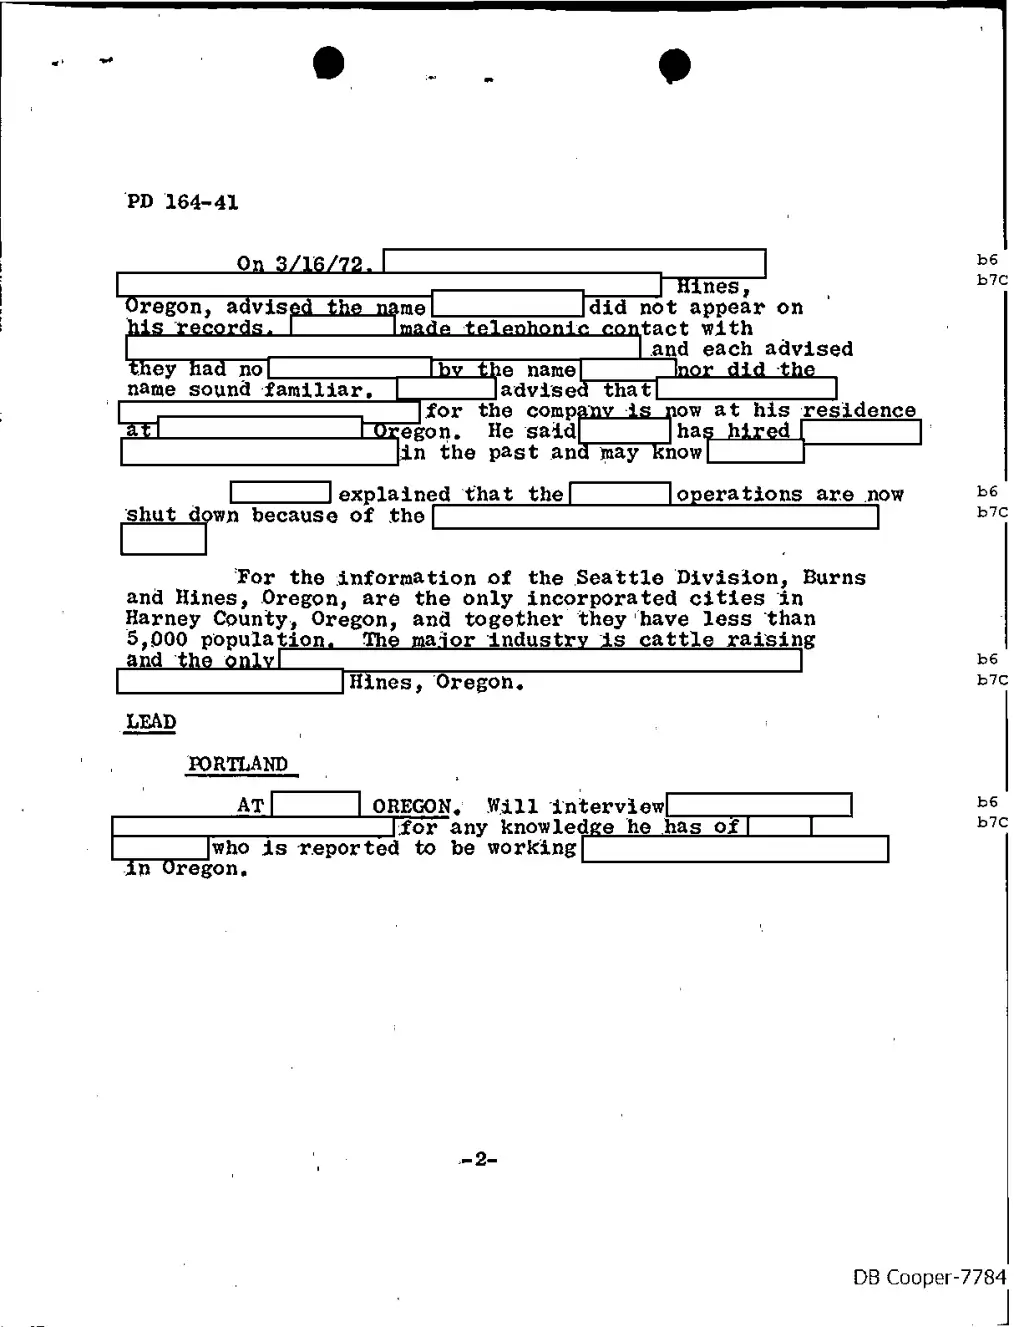 PD 164-41
On 3/16/72, b6
Hines, b7C
Oregon, advised the name did not appear on
his records. made telephonic contact with
and each advised
they had no by the name nor did the
name sound familiar. advised that
for the company is now at his residence
at Oregon. He said has hired
in the past and may know
explained that the operations are now b6
shut down because of the b7C
For the information of the Seattle Division, Burns
and Hines, Oregon, are the only incorporated cities in
Harney County, Oregon, and together they have less than
5,000 population. The major industry is cattle raising
and the only b6
Hines, Oregon. b7C
LEAD
PORTLAND
AT OREGON. Will interview b6
for any knowledge he has of b7C
who is reported to be working
in Oregon.
-2-
DB Cooper-7784